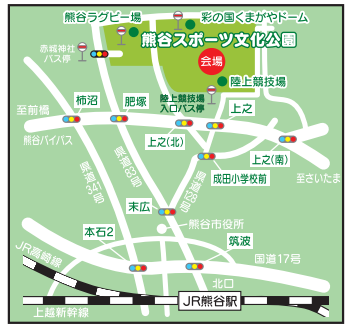 熊谷ラグビー場
彩の国くまがやドーム
熊谷スポーツ文化公園
赤城神社
バス停
会場
陸上競技場
陸上競技場
入口バス停
柿沼
肥塚
上之
至前橋
熊谷バイパス
上之(北)
上之(南)
県道341号
県道83号
成田小学校前
至さいたま
末広
熊谷市役所
本石2
筑波
国道17号
JR高崎線
北口
JR熊谷駅
上越新幹線